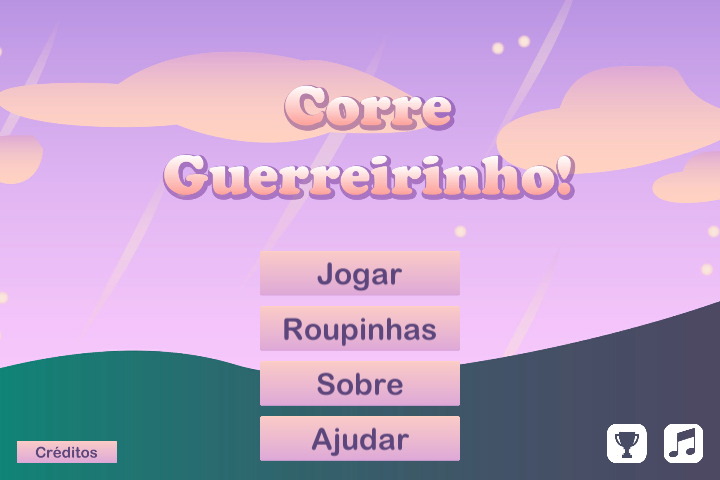 Corre
Guerreirinho!
Jogar
Roupinhas
Sobre
Ajudar
Créditos